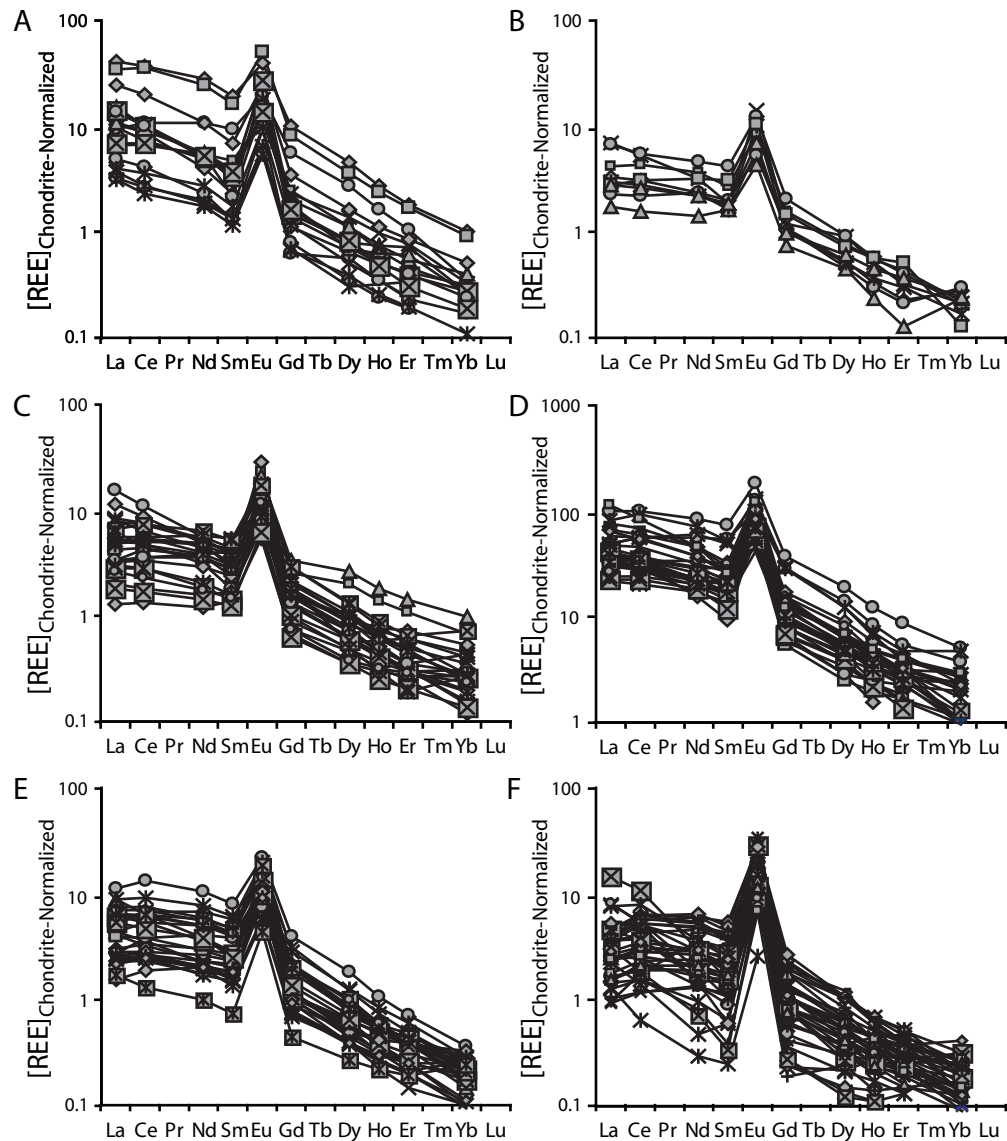 A
100
10
1
0.1
[REE]Chondrite-Normalized
La Ce Pr Nd Sm Eu Gd Tb Dy Ho Er Tm Yb Lu
B
100
10
1
0.1
[REE]Chondrite-Normalized
La Ce Pr Nd Sm Eu Gd Tb Dy Ho Er Tm Yb Lu
C
100
10
1
0.1
[REE]Chondrite-Normalized
La Ce Pr Nd Sm Eu Gd Tb Dy Ho Er Tm Yb Lu
D
1000
100
10
1
[REE]Chondrite-Normalized
La Ce Pr Nd Sm Eu Gd Tb Dy Ho Er Tm Yb Lu
E
100
10
1
0.1
[REE]Chondrite-Normalized
La Ce Pr Nd Sm Eu Gd Tb Dy Ho Er Tm Yb Lu
F
100
10
1
0.1
[REE]Chondrite-Normalized
La Ce Pr Nd Sm Eu Gd Tb Dy Ho Er Tm Yb Lu